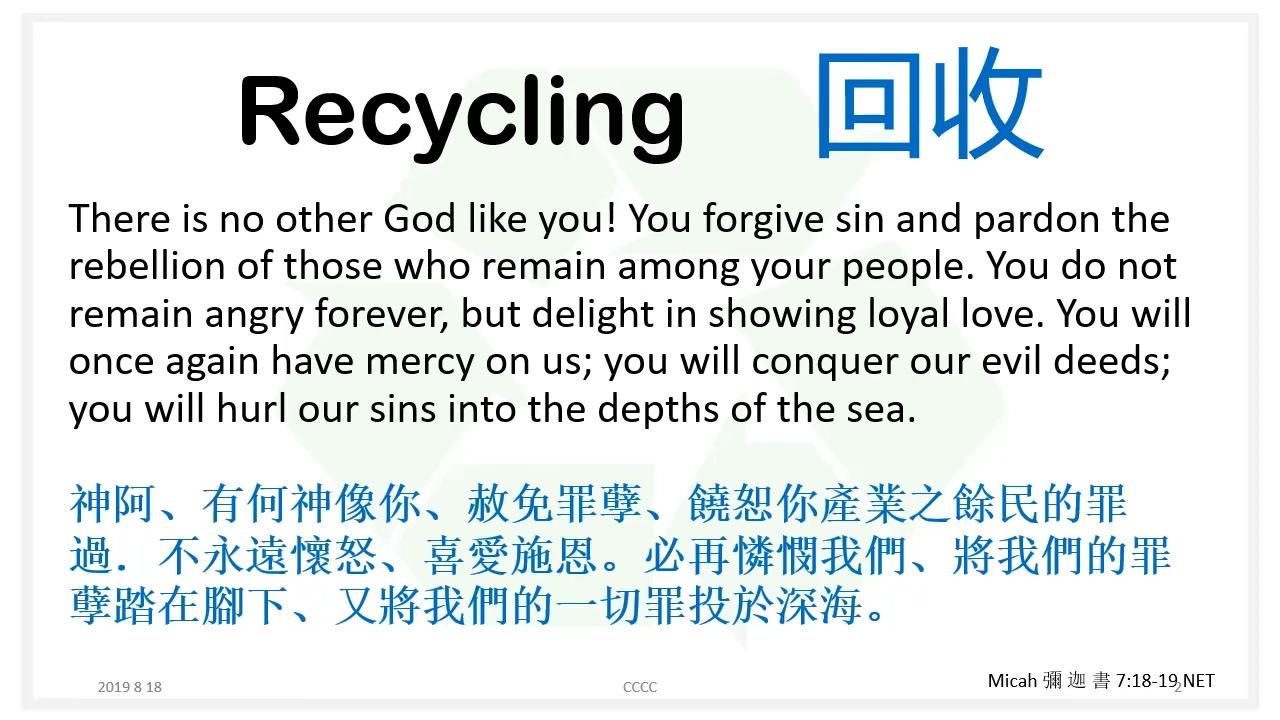 Recycling 回收
There is no other God like you! You forgive sin and pardon the
rebellion of those who remain among your people. You do not
remain angry forever, but delight in showing loyal love. You will
once again have mercy on us; you will conquer our evil deeds;
you will hurl our sins into the depths of the sea.
神阿、有何神像你、赦免罪孽、饒恕你產業之餘民的罪
過．不永遠懷怒、喜愛施恩。必再憐憫我們、將我們的罪
孽踏在腳下、又將我們的一切罪投於深海。
2019 8 18
CCCC
Micah 彌 迦 書 7:18-19 NET
2